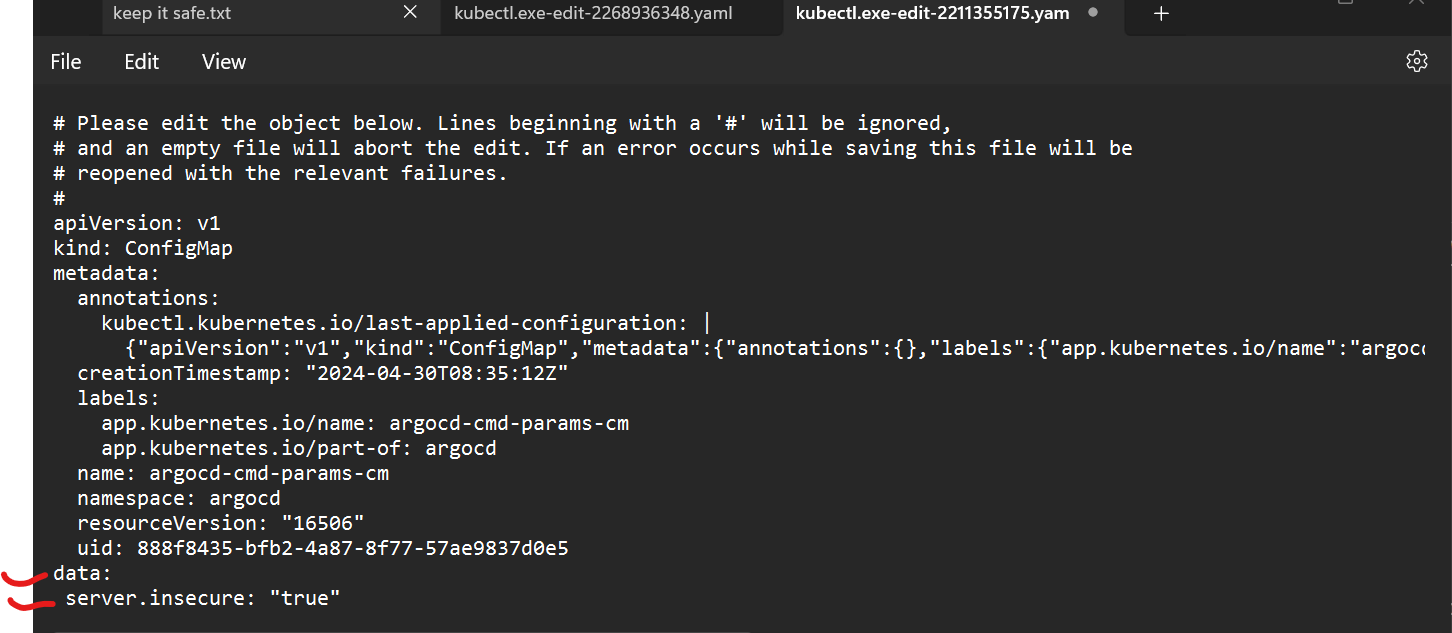 keep it safe.txt
kubectl.exe-edit-2268936348.yaml
kubectl.exe-edit-2211355175.yam
File Edit View
# Please edit the object below. Lines beginning with a '#' will be ignored,
# and an empty file will abort the edit. If an error occurs while saving this file will be
# reopened with the relevant failures.
#
apiVersion: v1
kind: ConfigMap
metadata:
  annotations:
    kubectl.kubernetes.io/last-applied-configuration: |
      {"apiVersion":"v1","kind":"ConfigMap","metadata":{"annotations":{},"labels":{"app.kubernetes.io/name":"argocd
  creationTimestamp: "2024-04-30T08:35:12Z"
  labels:
    app.kubernetes.io/name: argocd-cmd-params-cm
    app.kubernetes.io/part-of: argocd
  name: argocd-cmd-params-cm
  namespace: argocd
  resourceVersion: "16506"
  uid: 888f8435-bfb2-4a87-8f77-57ae9837d0e5
data:
 server.insecure: "true"